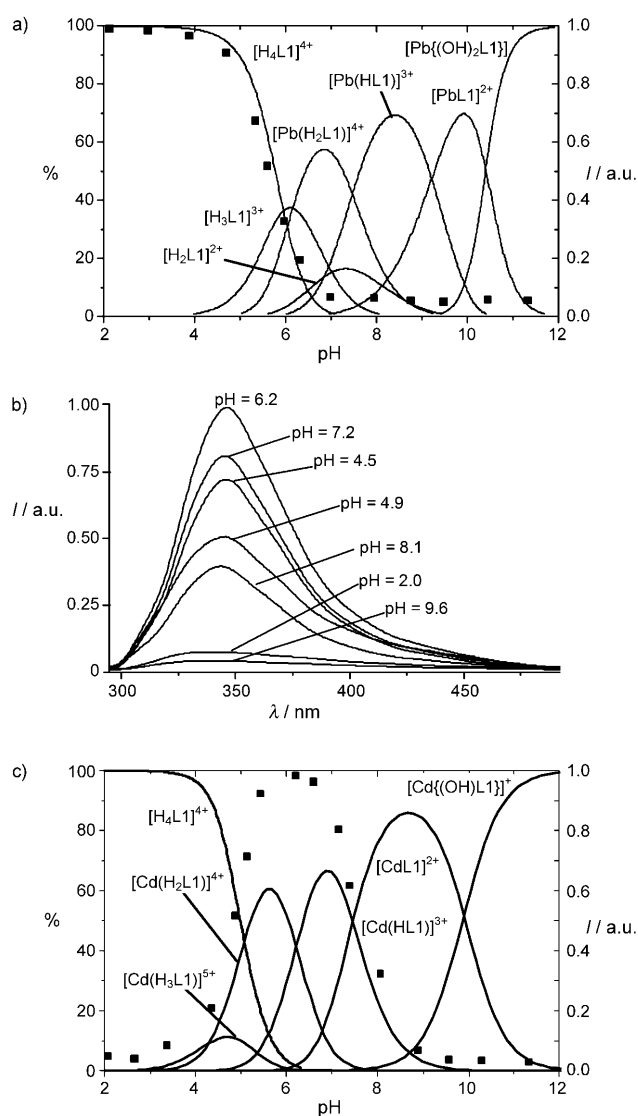 a)
[H4L1]4+
[Pb{(OH)2L1}]
[Pb(HL1)]3+
[PbL1]2+
[Pb(H2L1)]4+
[H3L1]3+
[H2L1]2+
100
80
60
%
40
20
0
1.0
0.8
0.6
I / a.u.
0.4
0.2
0.0
2 4 6 8 10 12
pH
b)
pH = 6.2
pH = 7.2
pH = 4.5
pH = 4.9
pH = 8.1
pH = 2.0
pH = 9.6
1.00
0.75
I / a.u.
0.50
0.25
0
300 350 400 450
λ / nm
c)
[Cd{(OH)L1}]+
[H4L1]4+
[CdL1]2+
[Cd(H2L1)]4+
[Cd(HL1)]3+
[Cd(H3L1)]5+
100
80
60
%
40
20
0
1.0
0.8
0.6
I / a.u.
0.4
0.2
0.0
2 4 6 8 10 12
pH